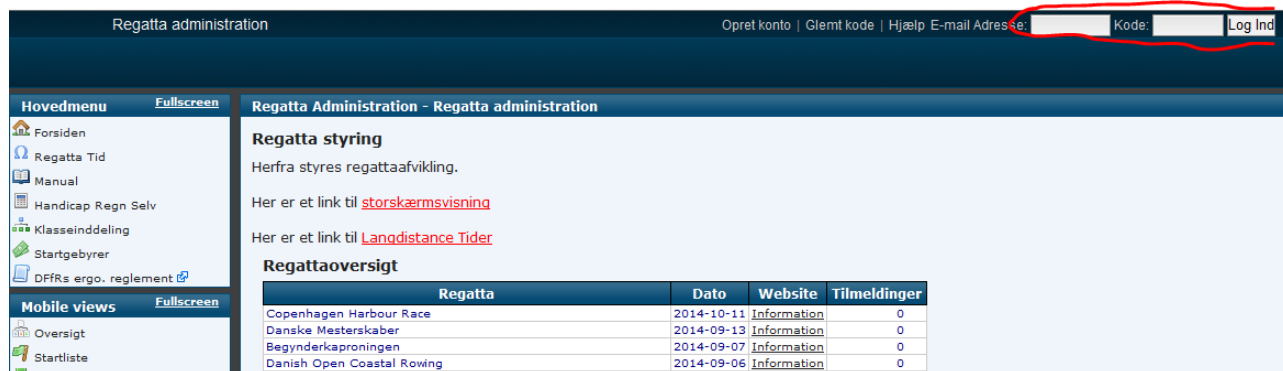 Regatta administration
Opret konto | Glemt kode | Hjælp E-mail Adresse: Kode: Log Ind
Hovedmenu Fullscreen
Forsiden
Regatta Tid
Manual
Handicap Regn Selv
Klasseinddeling
Startgebyrer
DFfRs ergo. reglement
Mobile views Fullscreen
Oversigt
Startliste
Regatta Administration - Regatta administration
Regatta styring
Herfra styres regattaafvikling.
Her er et link til storskærmsvisning
Her er et link til Langdistance Tider
Regattaoversigt
Regatta Dato Website Tilmeldinger
Copenhagen Harbour Race 2014-10-11 Information 0
Danske Mesterskaber 2014-09-13 Information 0
Begynderkaproningen 2014-09-07 Information 0
Danish Open Coastal Rowing 2014-09-06 Information 0